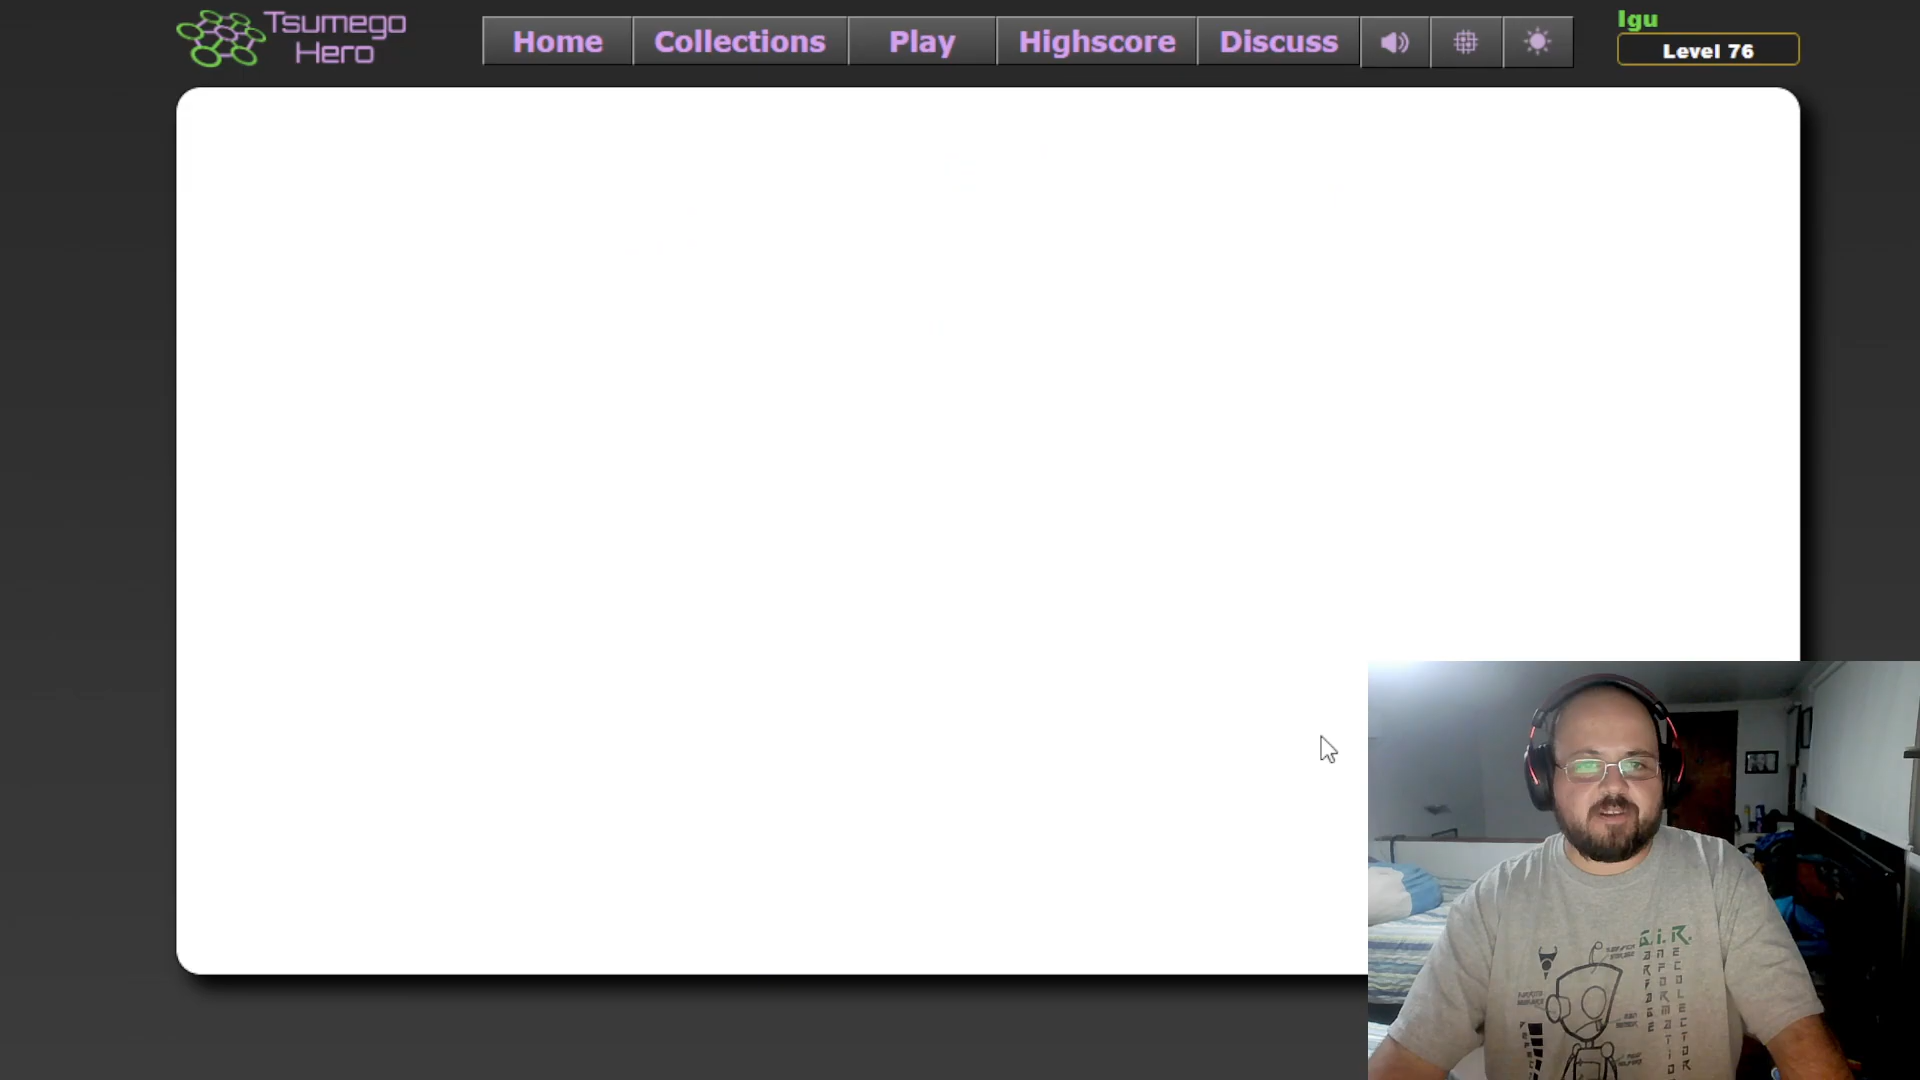 Tsumego
Hero
Home
Collections
Play
Highscore
Discuss
Igu
Level 76
G.i.R.